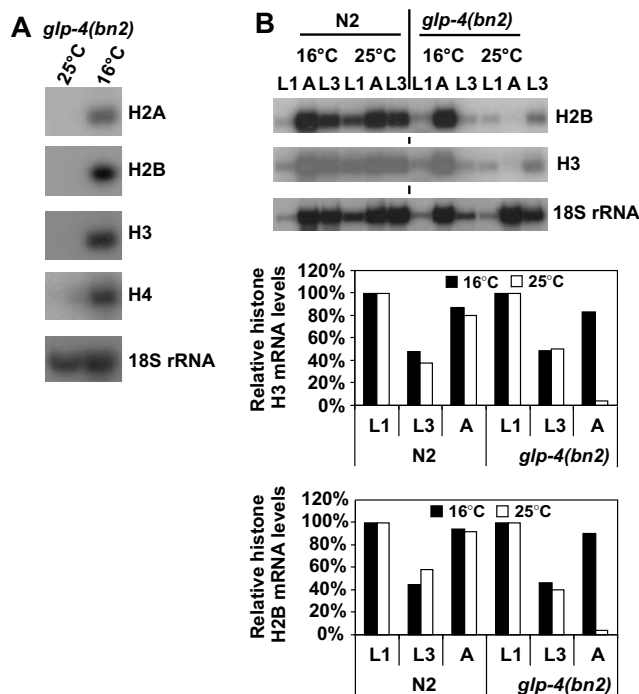 A
glp-4(bn2)
25°C 16°C
H2A
H2B
H3
H4
18S rRNA
B
N2 glp-4(bn2)
16°C 25°C 16°C 25°C
L1 A L3 L1 A L3 L1 A L3 L1 A L3
H2B
H3
18S rRNA
Relative histone
H3 mRNA levels
120%
100%
80%
60%
40%
20%
0%
16°C 25°C
L1 L3 A L1 L3 A
N2 glp-4(bn2)
Relative histone
H2B mRNA levels
120%
100%
80%
60%
40%
20%
0%
16°C 25°C
L1 L3 A L1 L3 A
N2 glp-4(bn2)